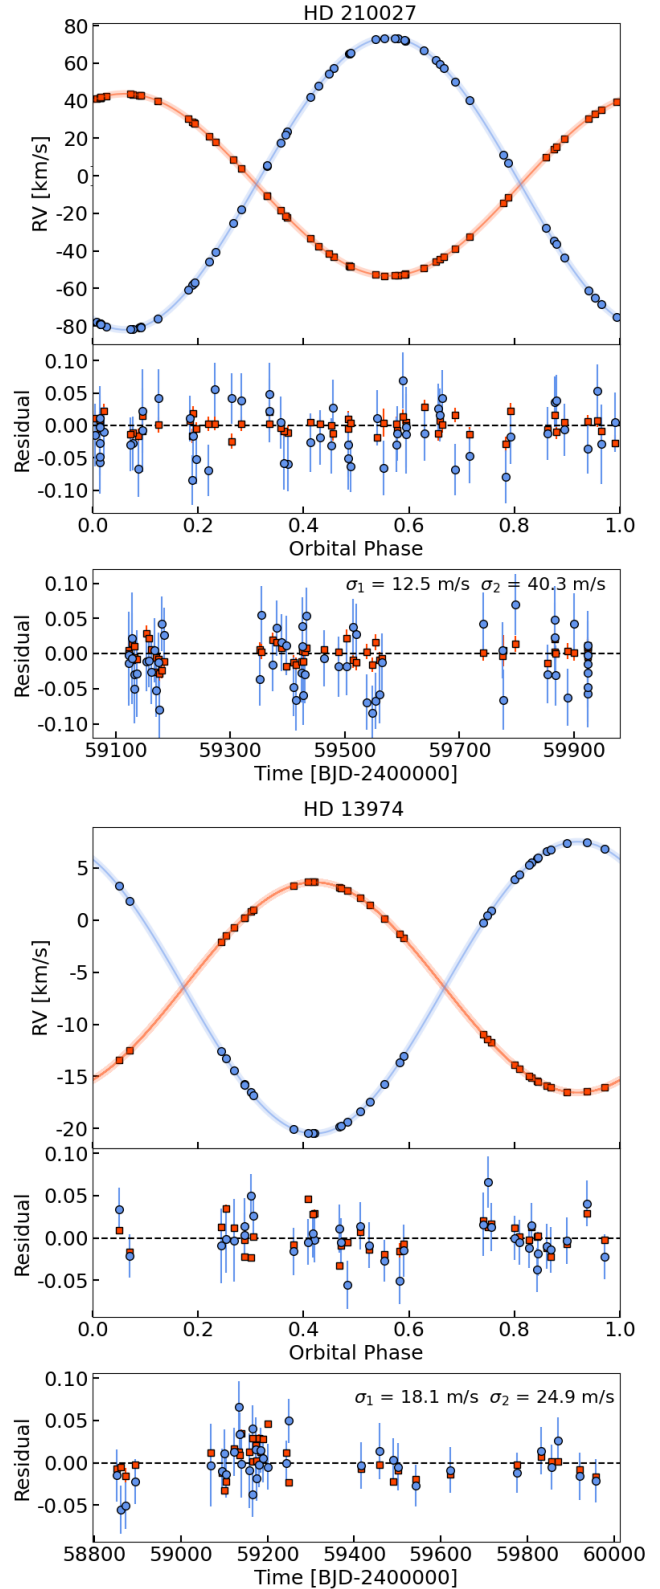 HD 210027
80
60
40
20
0
-20
-40
-60
-80
RV [km/s]
0.10
0.05
0.00
-0.05
-0.10
Residual
0.0 0.2 0.4 0.6 0.8 1.0
Orbital Phase
σ1 = 12.5 m/s σ2 = 40.3 m/s
0.10
0.05
0.00
-0.05
-0.10
Residual
59100 59300 59500 59700 59900
Time [BJD-2400000]
HD 13974
5
0
-5
-10
-15
-20
RV [km/s]
0.10
0.05
0.00
-0.05
Residual
0.0 0.2 0.4 0.6 0.8 1.0
Orbital Phase
σ1 = 18.1 m/s σ2 = 24.9 m/s
0.10
0.05
0.00
-0.05
Residual
58800 59000 59200 59400 59600 59800 60000
Time [BJD-2400000]